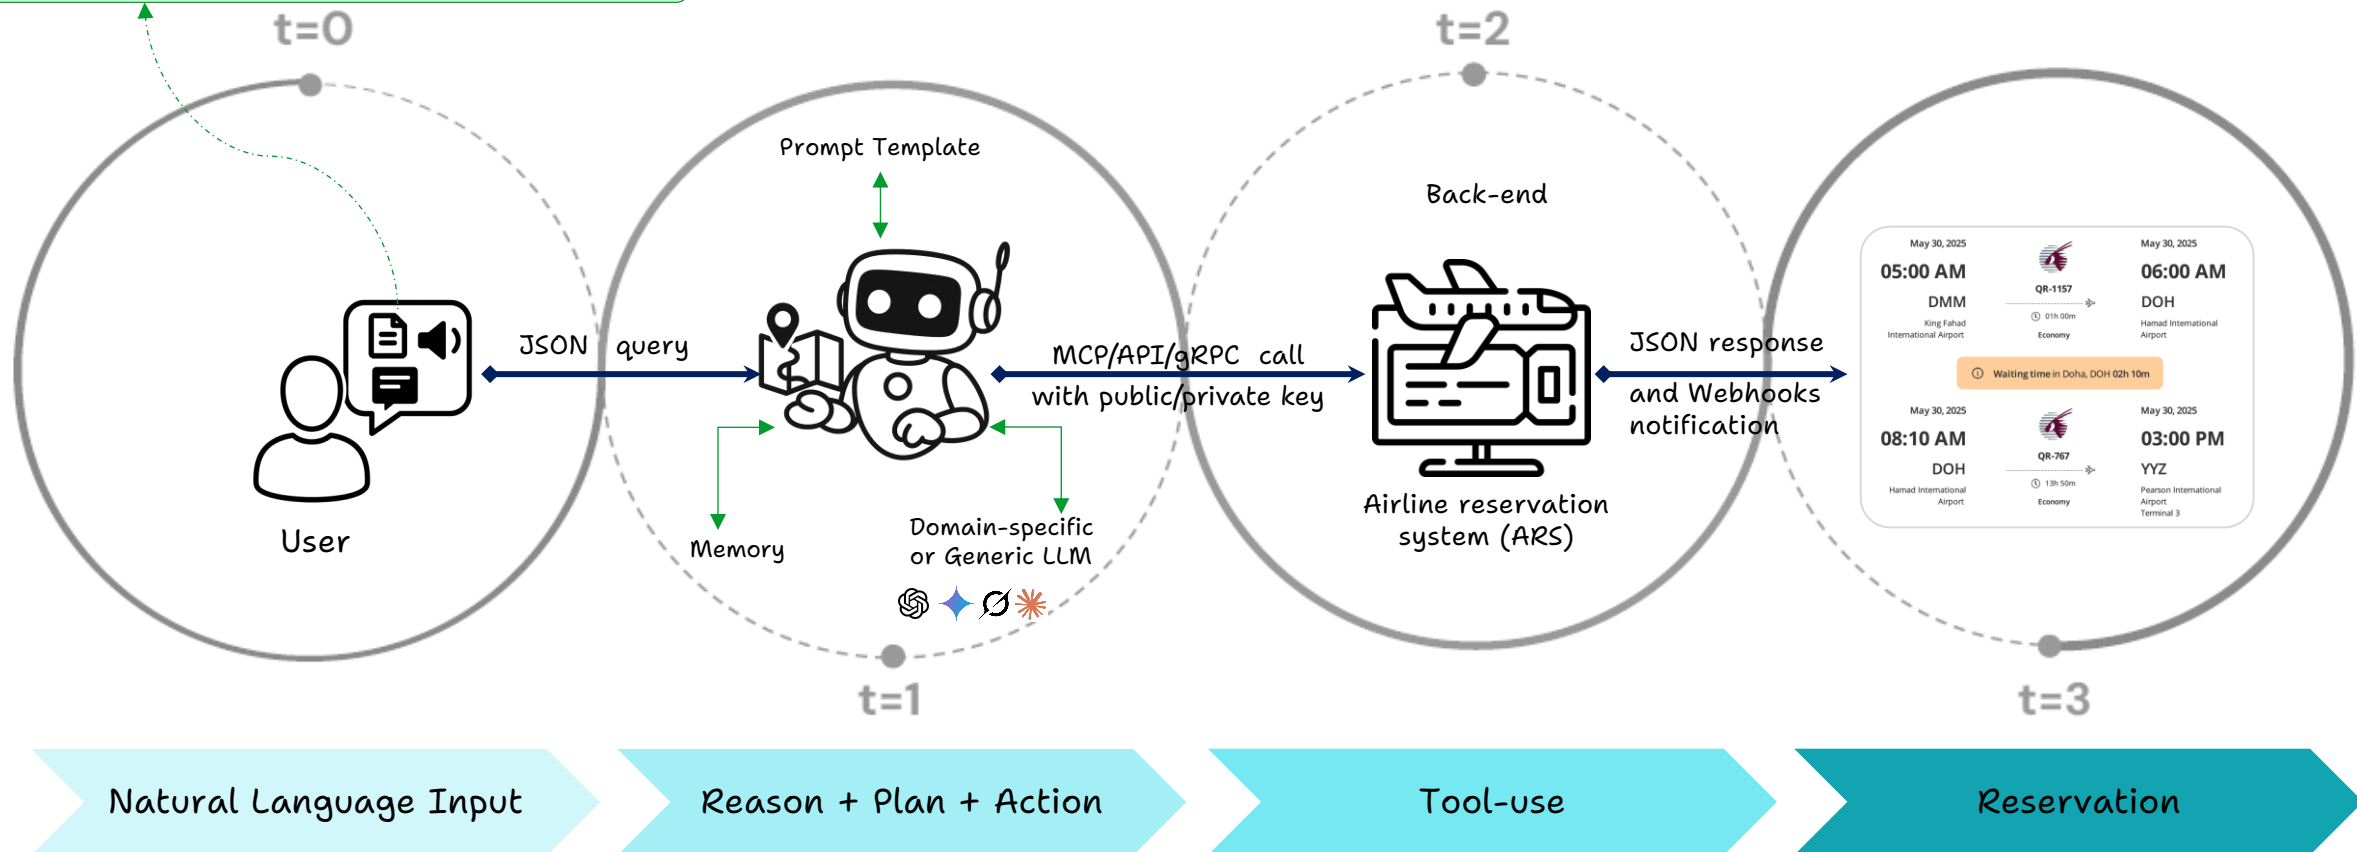 t=0
User
JSON query
Natural Language Input
Prompt Template
Memory
Domain-specific
or Generic LLM
t=1
Reason + Plan + Action
MCP/API/gRPC call
with public/private key
t=2
Back-end
Airline reservation
system (ARS)
Tool-use
JSON response
and Webhooks
notification
May 30, 2025
05:00 AM
DMM
King Fahad
International Airport
QR-1157
01h 00m
Economy
May 30, 2025
06:00 AM
DOH
Hamad International
Airport
Waiting time in Doha, DOH 02h 10m
May 30, 2025
08:10 AM
DOH
Hamad International
Airport
QR-767
13h 50m
Economy
May 30, 2025
03:00 PM
YYZ
Pearson International
Airport
Terminal 3
t=3
Reservation